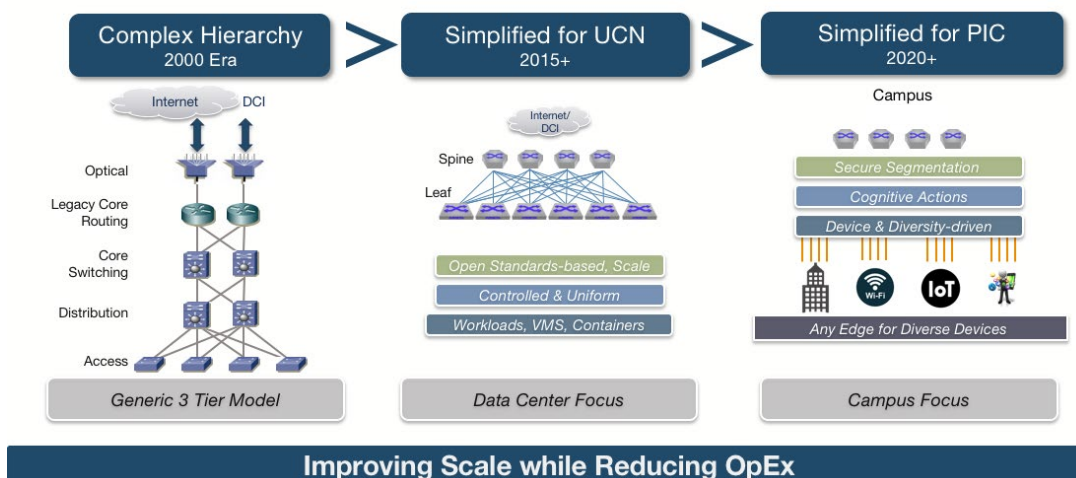 Complex Hierarchy
2000 Era
Internet
DCI
Optical
Legacy Core
Routing
Core
Switching
Distribution
Access
Generic 3 Tier Model
Simplified for UCN
2015+
Internet/
DCI
Spine
Leaf
Open Standards-based, Scale
Controlled & Uniform
Workloads, VMS, Containers
Data Center Focus
Simplified for PIC
2020+
Campus
Secure Segmentation
Cognitive Actions
Device & Diversity-driven
Wi-Fi
IoT
Any Edge for Diverse Devices
Campus Focus
Improving Scale while Reducing OpEx